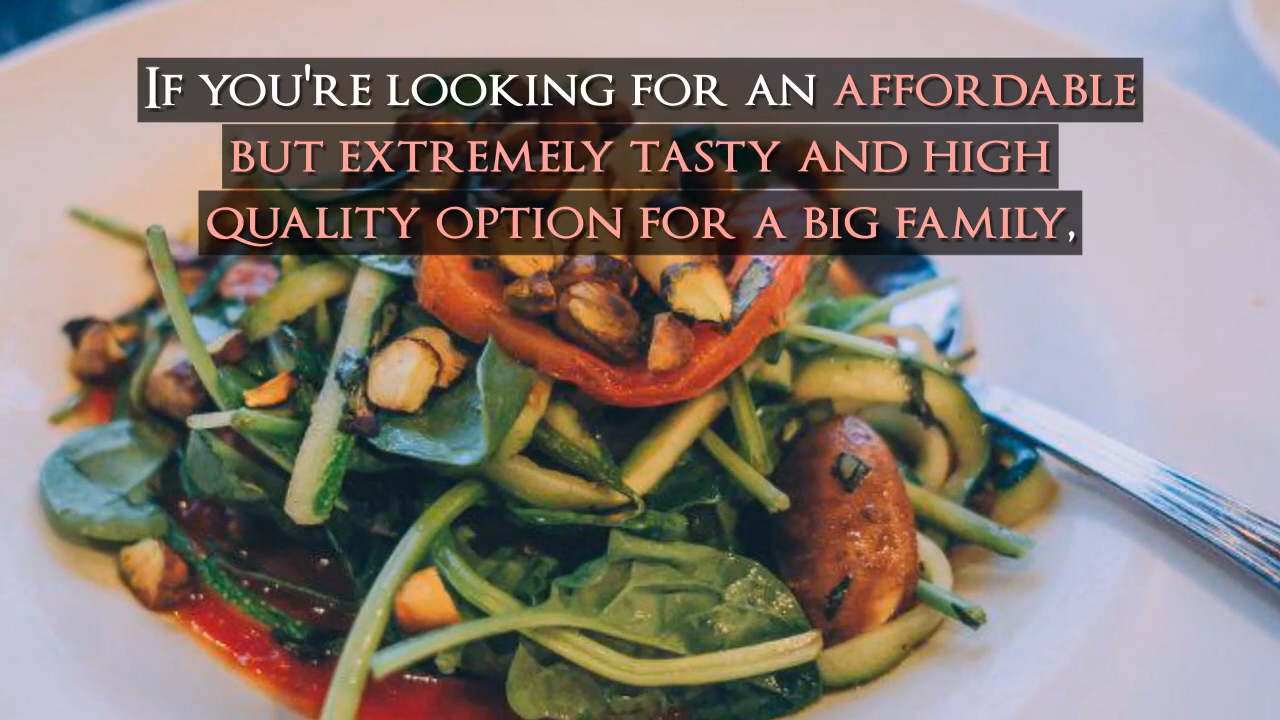 If you're looking for an affordable
but extremely tasty and high
quality option for a big family,